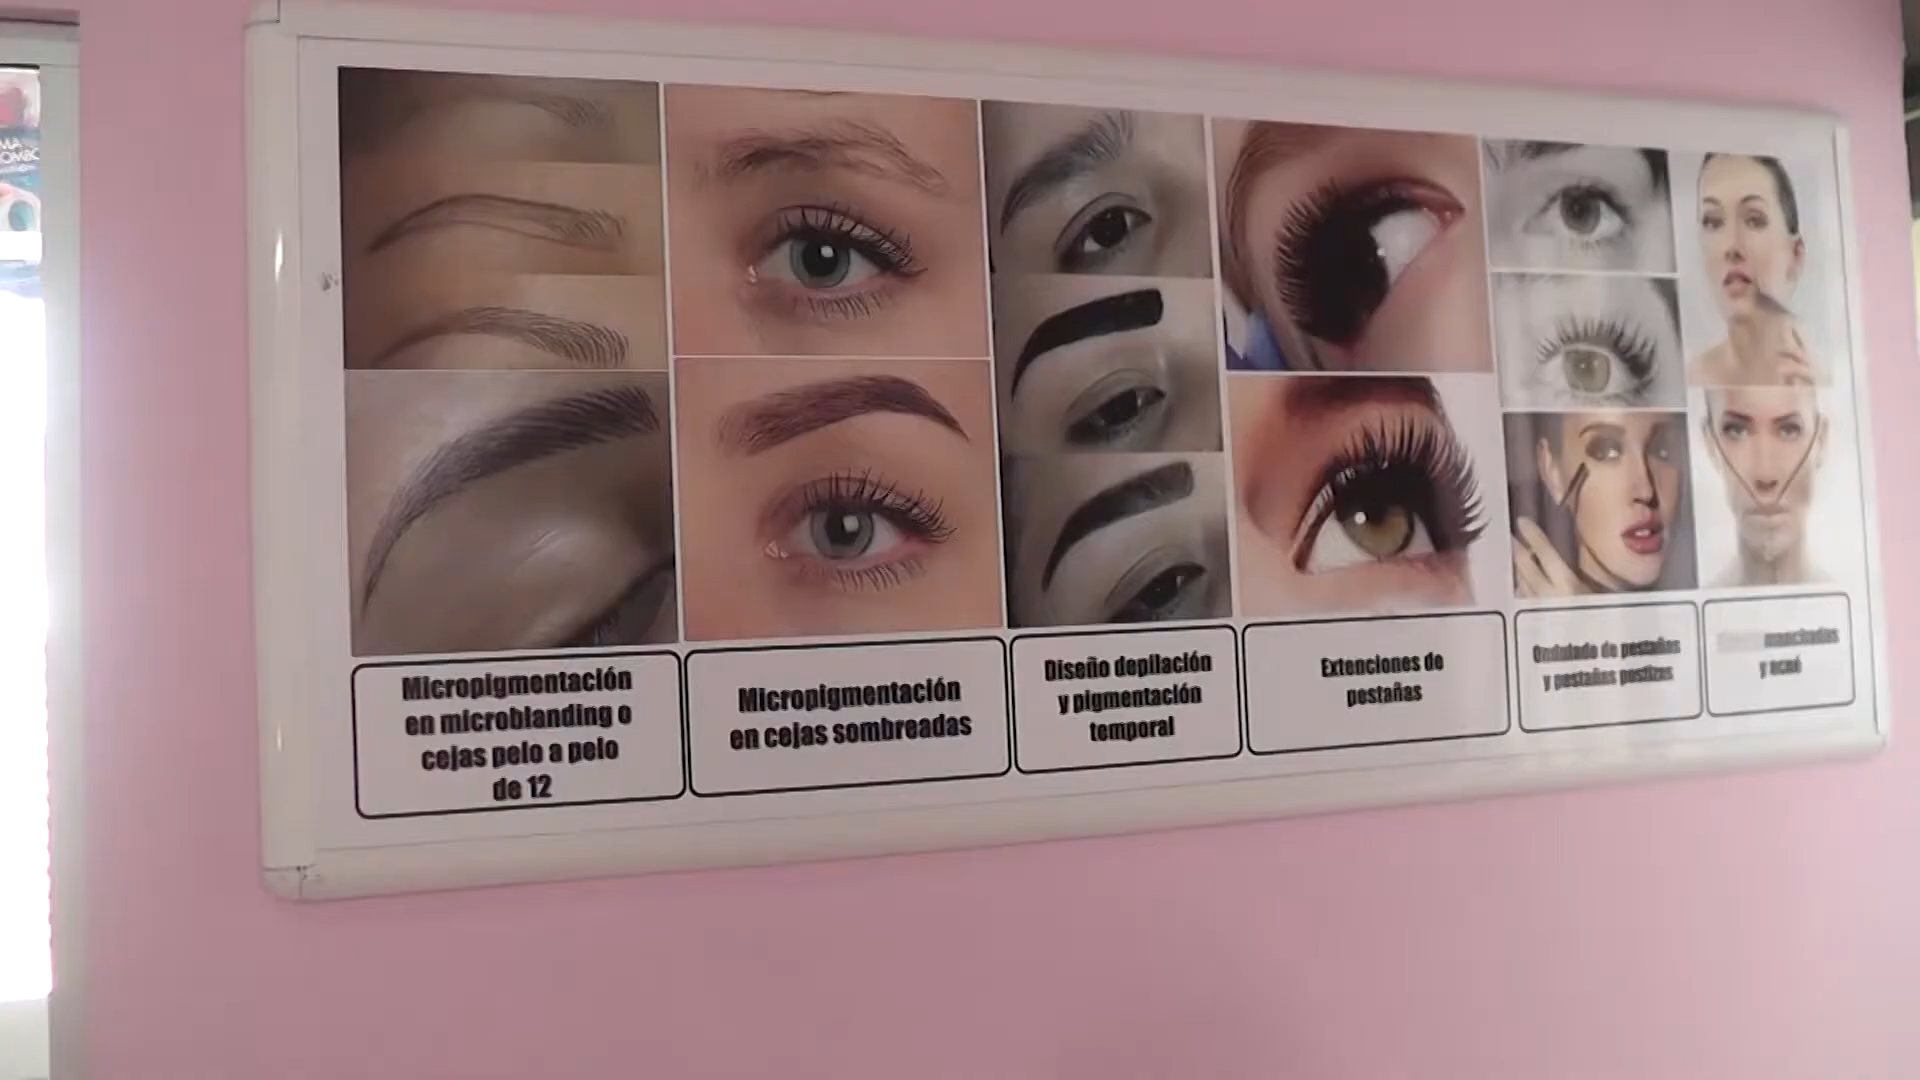 Micropigmentación
en microblanding o
cejas pelo a pelo
de 12
Micropigmentación
en cejas sombreadas
Diseño depilación
y pigmentación
temporal
Extenciones de
pestañas
Ondulado de pestañas
y pestañas postizas
manchadas
y acné